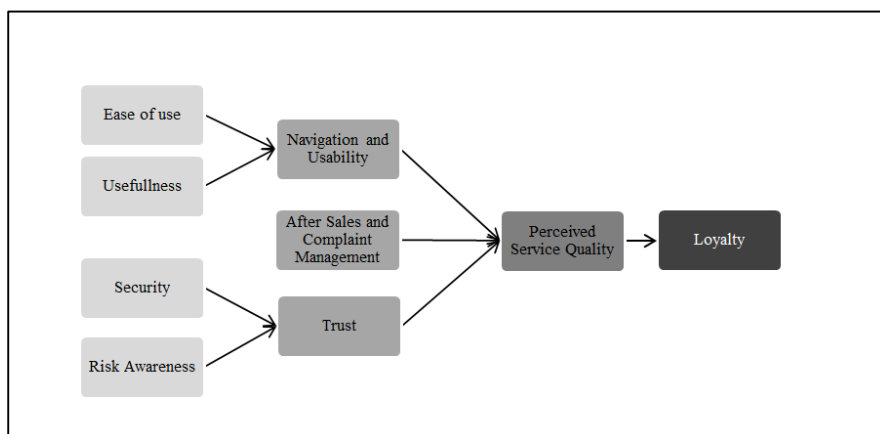 Ease of use
Usefullness
Security
Risk Awareness
Navigation and
Usability
After Sales and
Complaint
Management
Trust
Perceived
Service Quality
Loyalty